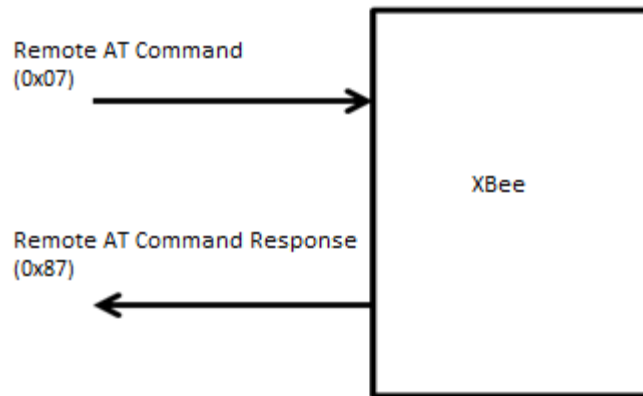 Remote AT Command
(0x07)
XBee
Remote AT Command Response
(0x87)